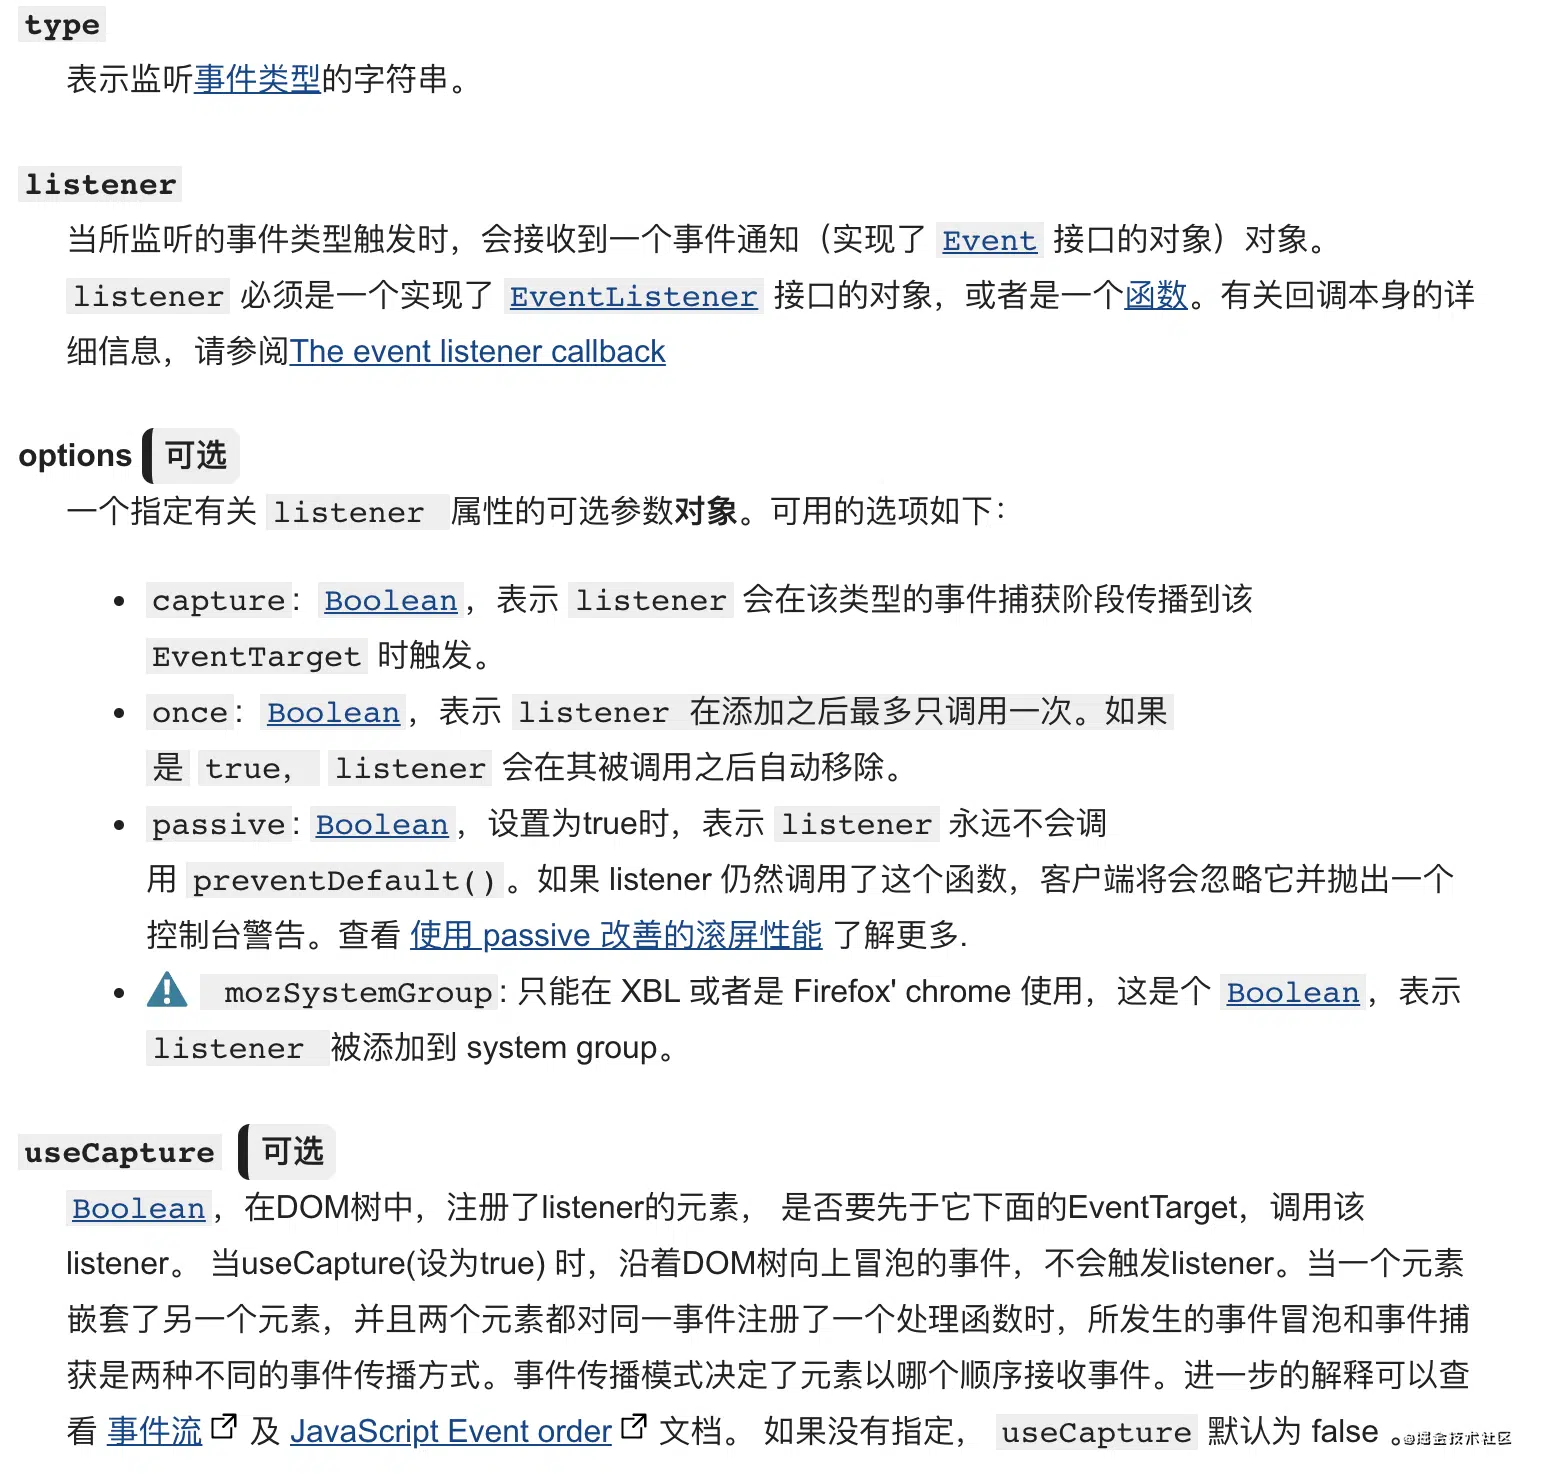 type
表示监听事件类型的字符串。
listener
当所监听的事件类型触发时，会接收到一个事件通知（实现了 Event 接口的对象）对象。
listener 必须是一个实现了 EventListener 接口的对象，或者是一个函数。有关回调本身的详
细信息，请参阅The event listener callback
options 可选
一个指定有关 listener 属性的可选参数对象。可用的选项如下：
• capture: Boolean，表示 listener 会在该类型的事件捕获阶段传播到该
EventTarget 时触发。
• once: Boolean，表示 listener 在添加之后最多只调用一次。如果
是 true， listener 会在其被调用之后自动移除。
• passive: Boolean，设置为true时，表示 listener 永远不会调
用 preventDefault()。如果 listener 仍然调用了这个函数，客户端将会忽略它并抛出一个
控制台警告。查看 使用 passive 改善的滚屏性能 了解更多.
• mozSystemGroup: 只能在 XBL 或者是 Firefox' chrome 使用，这是个 Boolean，表示
listener 被添加到 system group。
useCapture 可选
Boolean，在DOM树中，注册了listener的元素， 是否要先于它下面的EventTarget，调用该
listener。 当useCapture(设为true) 时，沿着DOM树向上冒泡的事件，不会触发listener。当一个元素
嵌套了另一个元素，并且两个元素都对同一事件注册了一个处理函数时，所发生的事件冒泡和事件捕
获是两种不同的事件传播方式。事件传播模式决定了元素以哪个顺序接收事件。进一步的解释可以查
看 事件流 及 JavaScript Event order 文档。 如果没有指定， useCapture 默认为 false 。
@掘金技术社区